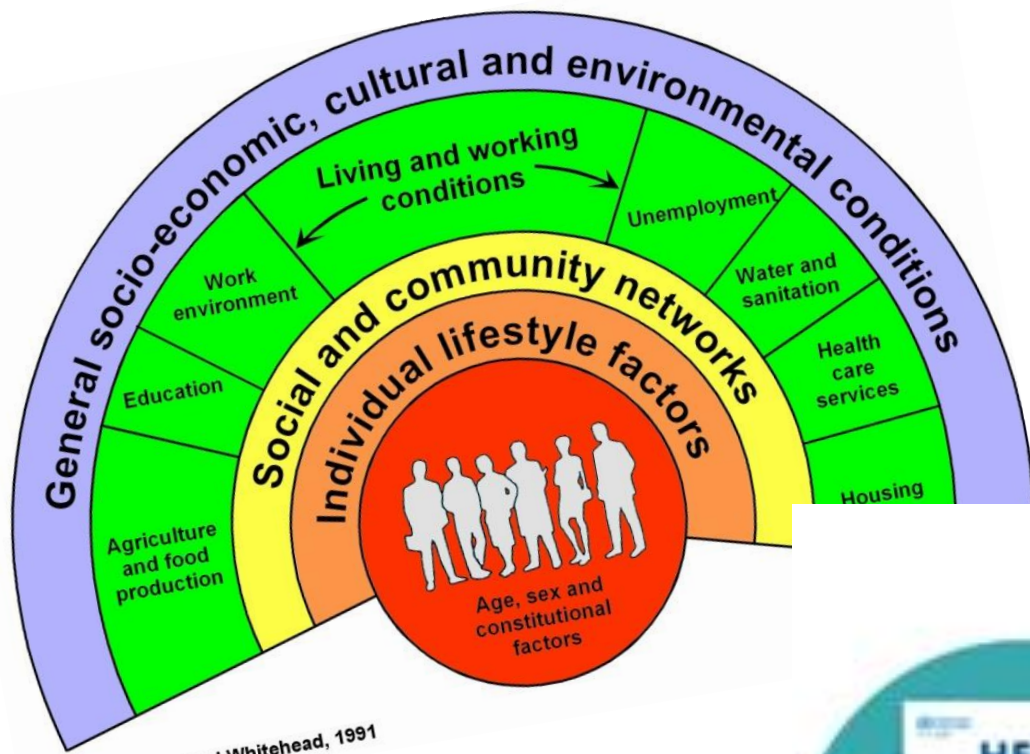 General socio-economic, cultural and environmental conditions
Living and working
conditions
Unemployment
Work
environment
Water and
sanitation
Education
Health
care
services
Agriculture
and food
production
Housing
Social and community networks
Individual lifestyle factors
Age, sex and
constitutional
factors
Whitehead, 1991